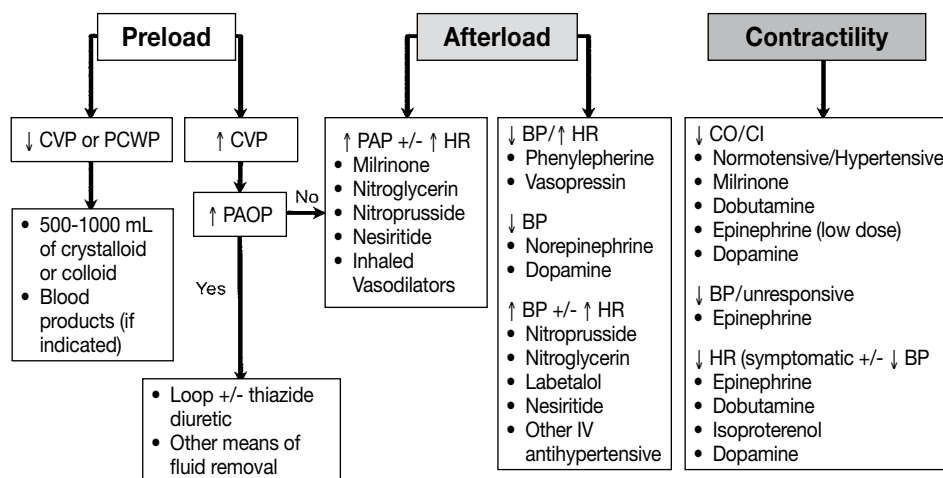 Preload
Afterload
Contractility
↓ CVP or PCWP
• 500-1000 mL
of crystalloid
or colloid
• Blood
products (if
indicated)
↑ CVP
↑ PAOP
No
Yes
• Loop +/- thiazide
diuretic
• Other means of
fluid removal
↑ PAP +/- ↑ HR
• Milrinone
• Nitroglycerin
• Nitroprusside
• Nesiritide
• Inhaled
Vasodilators
↓ BP/↑ HR
• Phenylepherine
• Vasopressin
↓ BP
• Norepinephrine
• Dopamine
↑ BP +/- ↑ HR
• Nitroprusside
• Nitroglycerin
• Labetalol
• Nesiritide
• Other IV
antihypertensive
↓ CO/CI
• Normotensive/Hypertensive
• Milrinone
• Dobutamine
• Epinephrine (low dose)
• Dopamine
↓ BP/unresponsive
• Epinephrine
↓ HR (symptomatic +/- ↓ BP
• Epinephrine
• Dobutamine
• Isoproterenol
• Dopamine